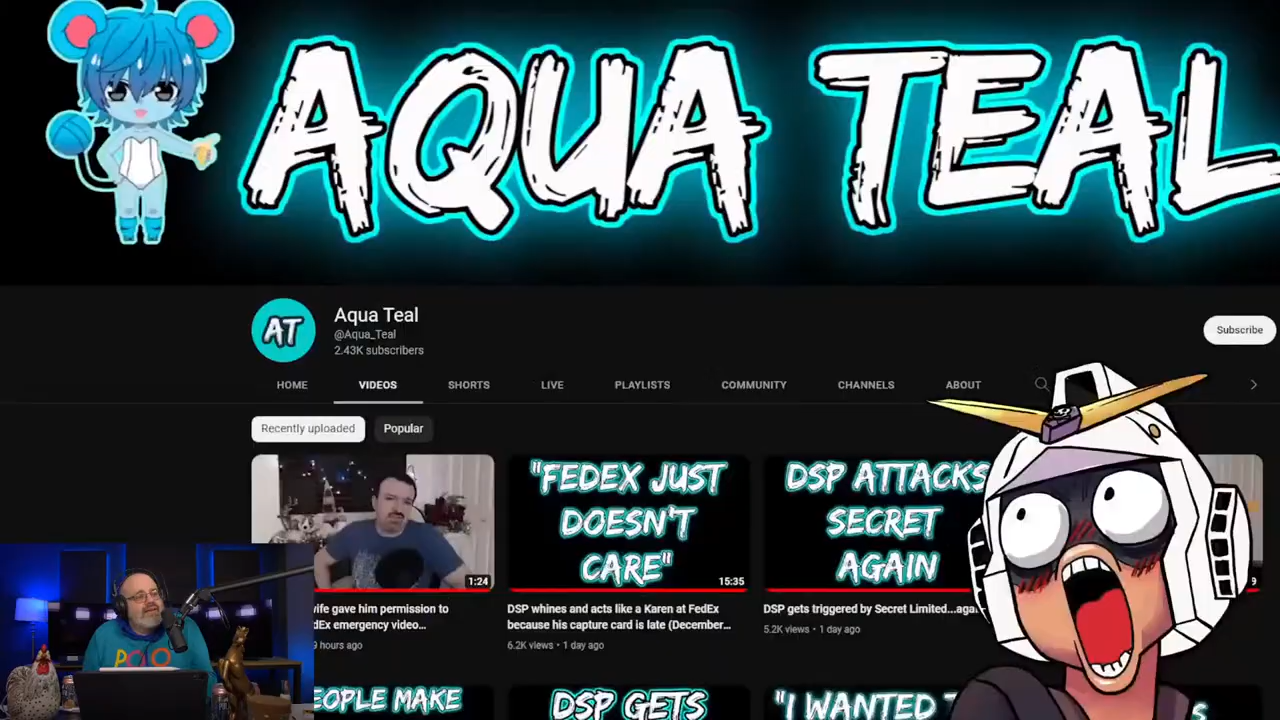 AQUA TEAL
AT
Aqua Teal
@Aqua_Teal
2.43K subscribers
Subscribe
HOME
VIDEOS
SHORTS
LIVE
PLAYLISTS
COMMUNITY
CHANNELS
ABOUT
Recently uploaded
Popular
1:24
wife gave him permission to
dEx emergency video...
9 hours ago
"FEDEX JUST
DOESN'T
CARE"
15:35
DSP whines and acts like a Karen at FedEx
because his capture card is late (December...
6.2K views • 1 day ago
DSP ATTACKS
SECRET
AGAIN
DSP gets triggered by Secret Limited...aga
5.2K views • 1 day ago
POLO
EOPLE MAKE
DSP GETS
"I WANTED T